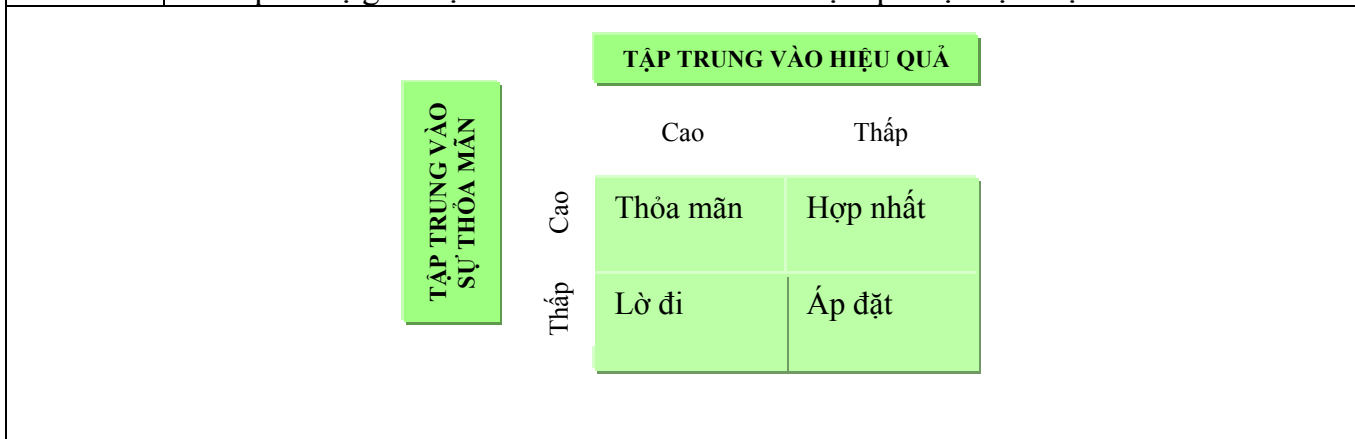 TẬP TRUNG VÀO HIỆU QUẢ
TẬP TRUNG VÀO
SỰ THỎA MÃN
Cao Thấp
Cao
Thỏa mãn Hợp nhất
Thấp
Lờ đi Áp đặt